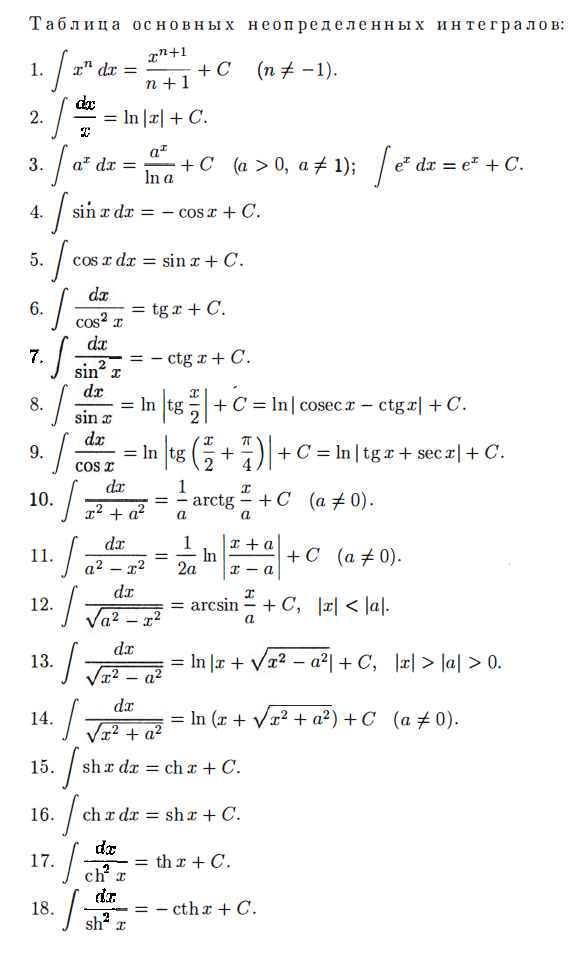 Таблица основных неопределенных интегралов:
1. ∫ xⁿ dx = xⁿ⁺¹/(n + 1) + C (n ≠ −1).
2. ∫ dx/x = ln |x| + C.
3. ∫ aˣ dx = aˣ/ln a + C (a > 0, a ≠ 1); ∫ eˣ dx = eˣ + C.
4. ∫ sin x dx = − cos x + C.
5. ∫ cos x dx = sin x + C.
6. ∫ dx/cos² x = tg x + C.
7. ∫ dx/sin² x = − ctg x + C.
8. ∫ dx/sin x = ln |tg x/2| + C = ln | cosec x − ctg x| + C.
9. ∫ dx/cos x = ln |tg (x/2 + π/4)| + C = ln | tg x + sec x| + C.
10. ∫ dx/(x² + a²) = 1/a arctg x/a + C (a ≠ 0).
11. ∫ dx/(a² − x²) = 1/2a ln |(x + a)/(x − a)| + C (a ≠ 0).
12. ∫ dx/√(a² − x²) = arcsin x/a + C, |x| < |a|.
13. ∫ dx/√(x² − a²) = ln |x + √(x² − a²)| + C, |x| > |a| > 0.
14. ∫ dx/√(x² + a²) = ln (x + √(x² + a²)) + C (a ≠ 0).
15. ∫ sh x dx = ch x + C.
16. ∫ ch x dx = sh x + C.
17. ∫ dx/ch² x = th x + C.
18. ∫ dx/sh² x = − cth x + C.